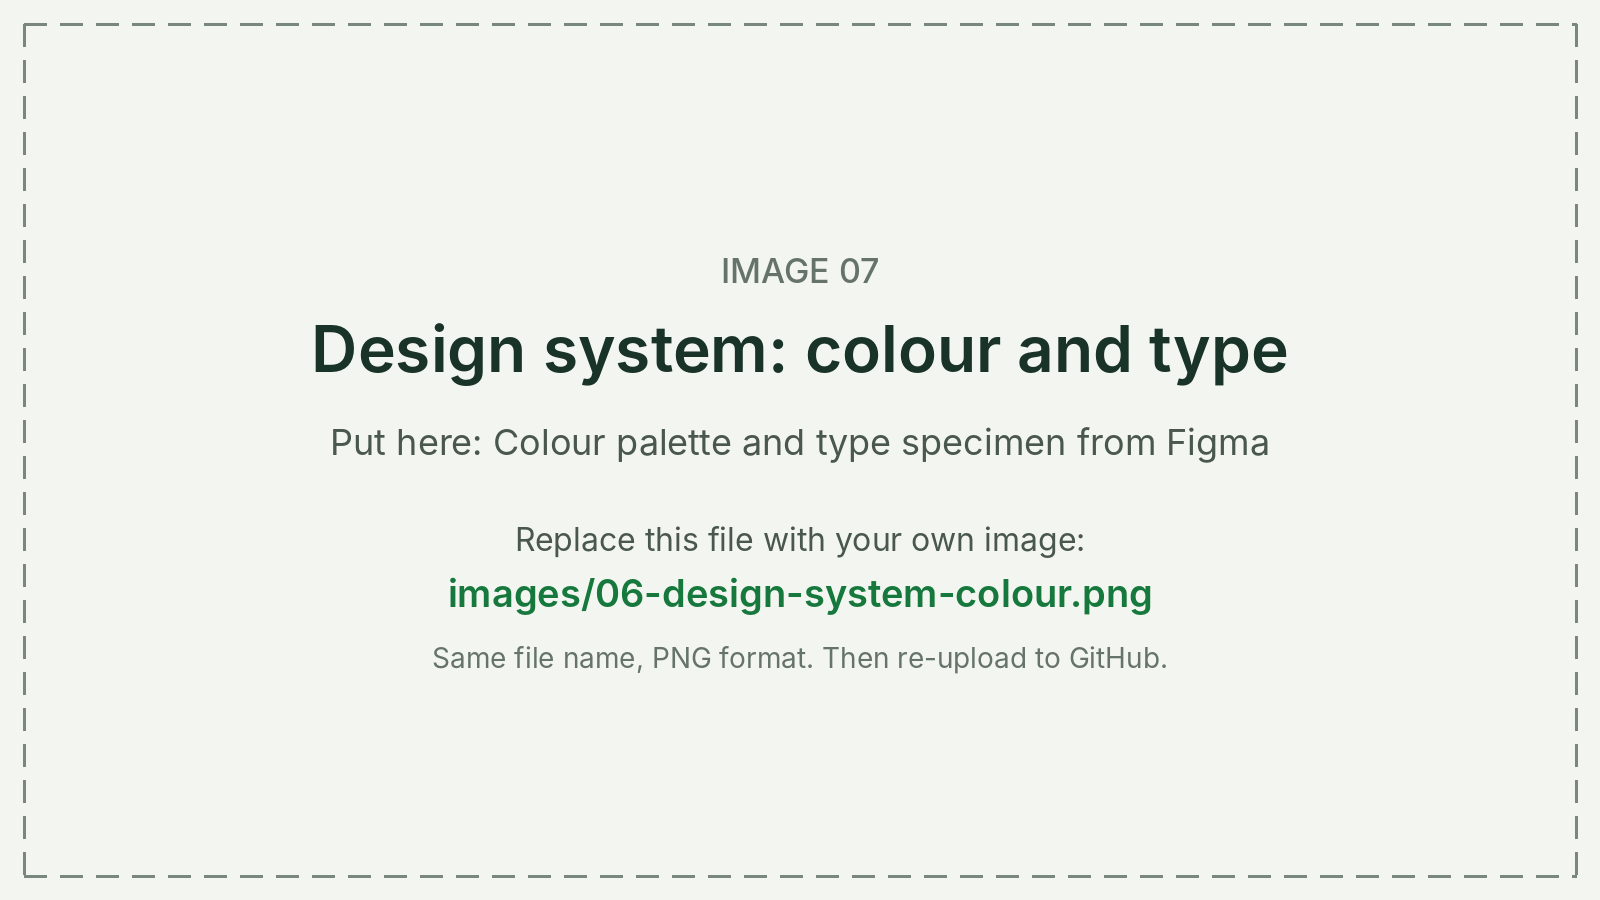 IMAGE 07
Design system: colour and type
Put here: Colour palette and type specimen from Figma
Replace this file with your own image:
images/06-design-system-colour.png
Same file name, PNG format. Then re-upload to GitHub.